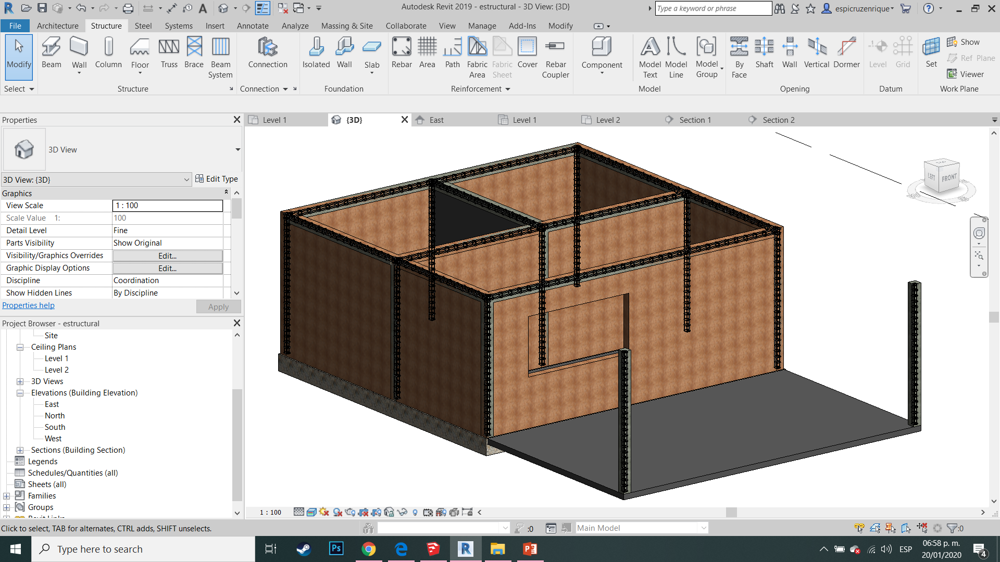 Autodesk Revit 2019 - estructural - 3D View: {3D}
Type a keyword or phrase
espicruzenrique
File
Architecture
Structure
Steel
Systems
Insert
Annotate
Analyze
Massing & Site
Collaborate
View
Manage
Add-Ins
Modify
Modify
Beam
Wall
Column
Floor
Truss
Brace
Beam System
Connection
Isolated
Wall
Slab
Rebar
Area
Path
Fabric Area
Fabric Sheet
Cover
Rebar Coupler
Component
Model Text
Model Line
Model Group
By Face
Shaft
Wall
Vertical
Dormer
Level
Grid
Set
Show
Ref Plane
Viewer
Select
Structure
Connection
Foundation
Reinforcement
Model
Opening
Datum
Work Plane
Properties
Level 1
{3D}
East
Level 1
Level 2
Section 1
Section 2
3D View
3D View: {3D}
Edit Type
Graphics
View Scale
1 : 100
Scale Value 1:
100
Detail Level
Fine
Parts Visibility
Show Original
Visibility/Graphics Overrides
Edit...
Graphic Display Options
Edit...
Discipline
Coordination
Show Hidden Lines
By Discipline
Properties help
Apply
LEFT
FRONT
Project Browser - estructural
Site
Ceiling Plans
Level 1
Level 2
3D Views
Elevations (Building Elevation)
East
North
South
West
Sections (Building Section)
Legends
Schedules/Quantities (all)
Sheets (all)
Families
Groups
Revit Links
1 : 100
Click to select, TAB for alternates, CTRL adds, SHIFT unselects.
:0
Main Model
:0
Type here to search
Ps
R
ESP
06:58 p. m.
20/01/2020
4